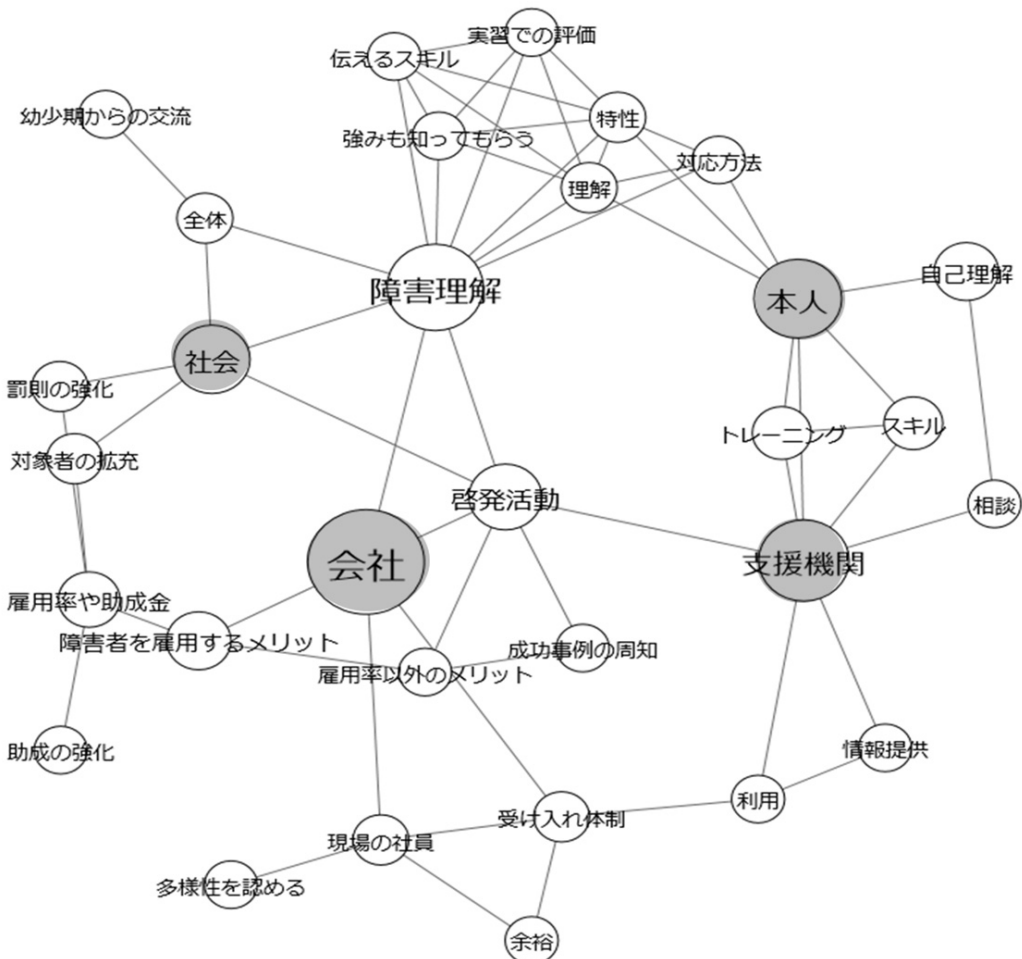 実習での評価
伝えるスキル
幼少期からの交流
特性
強みも知ってもらう
対応方法
理解
全体
自己理解
障害理解
本人
社会
罰則の強化
トレーニング
スキル
対象者の拡充
啓発活動
相談
会社
支援機関
雇用率や助成金
障害者を雇用するメリット
成功事例の周知
雇用率以外のメリット
助成の強化
情報提供
利用
受け入れ体制
現場の社員
多様性を認める
余裕